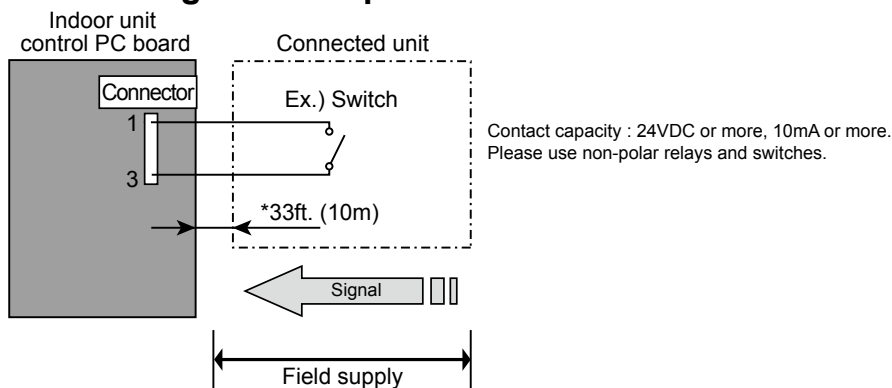 Indoor unit
control PC board
Connected unit
Connector
Ex.) Switch
1
3
Contact capacity : 24VDC or more, 10mA or more.
Please use non-polar relays and switches.
*33ft. (10m)
Signal
Field supply